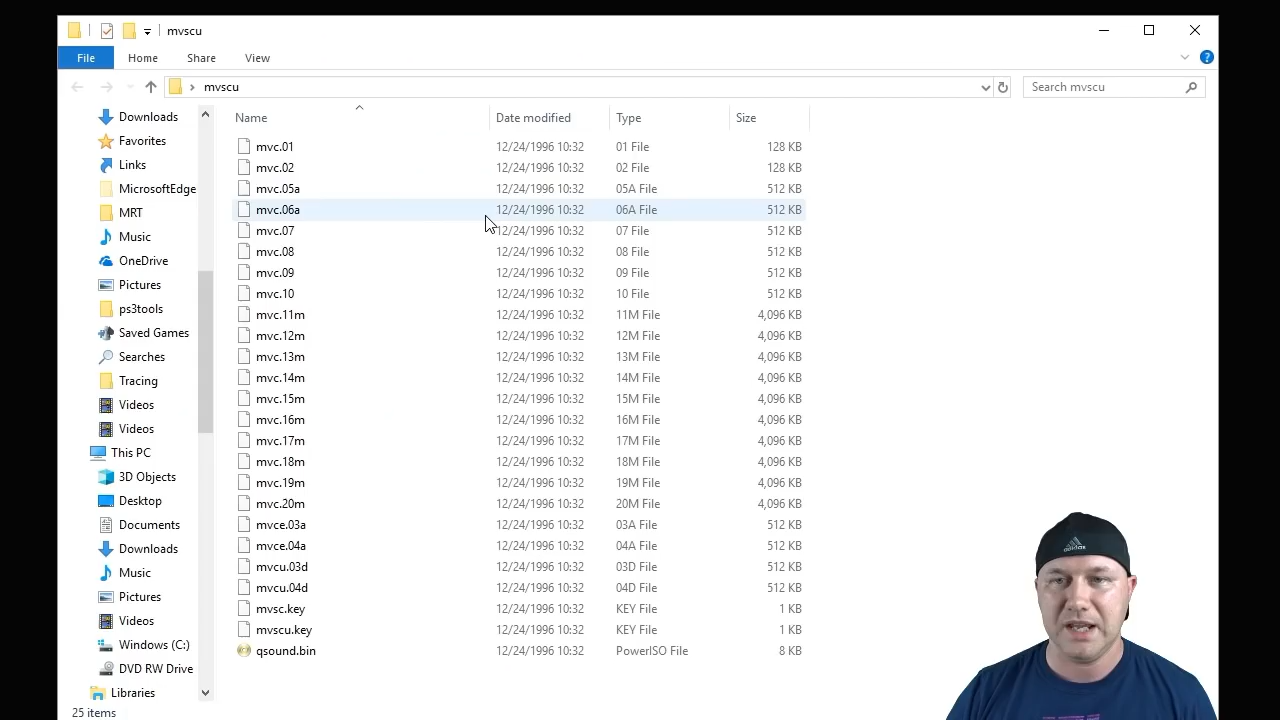 mvscu
File Home Share View
mvscu Search mvscu
Downloads
Favorites
Links
MicrosoftEdge
MRT
Music
OneDrive
Pictures
ps3tools
Saved Games
Searches
Tracing
Videos
Videos
This PC
3D Objects
Desktop
Documents
Downloads
Music
Pictures
Videos
Windows (C:)
DVD RW Drive
Libraries
Name Date modified Type Size
mvc.01 12/24/1996 10:32 01 File 128 KB
mvc.02 12/24/1996 10:32 02 File 128 KB
mvc.05a 12/24/1996 10:32 05A File 512 KB
mvc.06a 12/24/1996 10:32 06A File 512 KB
mvc.07 12/24/1996 10:32 07 File 512 KB
mvc.08 12/24/1996 10:32 08 File 512 KB
mvc.09 12/24/1996 10:32 09 File 512 KB
mvc.10 12/24/1996 10:32 10 File 512 KB
mvc.11m 12/24/1996 10:32 11M File 4,096 KB
mvc.12m 12/24/1996 10:32 12M File 4,096 KB
mvc.13m 12/24/1996 10:32 13M File 4,096 KB
mvc.14m 12/24/1996 10:32 14M File 4,096 KB
mvc.15m 12/24/1996 10:32 15M File 4,096 KB
mvc.16m 12/24/1996 10:32 16M File 4,096 KB
mvc.17m 12/24/1996 10:32 17M File 4,096 KB
mvc.18m 12/24/1996 10:32 18M File 4,096 KB
mvc.19m 12/24/1996 10:32 19M File 4,096 KB
mvc.20m 12/24/1996 10:32 20M File 4,096 KB
mvce.03a 12/24/1996 10:32 03A File 512 KB
mvce.04a 12/24/1996 10:32 04A File 512 KB
mvcu.03d 12/24/1996 10:32 03D File 512 KB
mvcu.04d 12/24/1996 10:32 04D File 512 KB
mvsc.key 12/24/1996 10:32 KEY File 1 KB
mvscu.key 12/24/1996 10:32 KEY File 1 KB
qsound.bin 12/24/1996 10:32 PowerISO File 8 KB
25 items
adidas